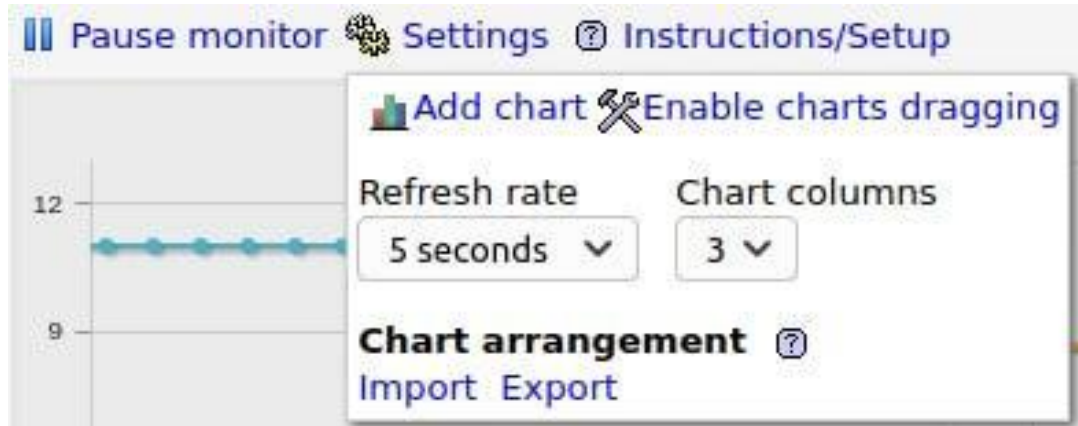 Pause monitor Settings Instructions/Setup
Add chart Enable charts dragging
12
Refresh rate Chart columns
5 seconds 3
9
Chart arrangement
Import Export